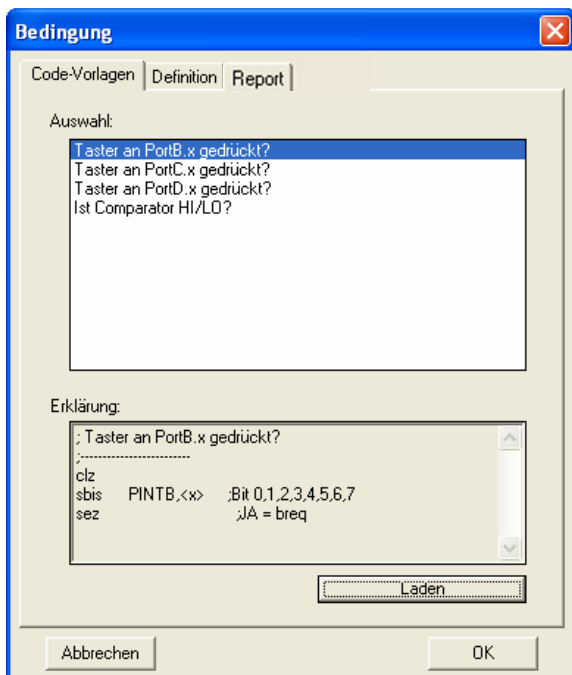 Bedingung
Code-Vorlagen Definition Report
Auswahl:
Taster an PortB.x gedrückt?
Taster an PortC.x gedrückt?
Taster an PortD.x gedrückt?
Ist Comparator HI/LO?
Erklärung:
; Taster an PortB.x gedrückt?
;------------------------
clz
sbis PINTB,<x> ;Bit 0,1,2,3,4,5,6,7
sez ;JA = breq
Laden
Abbrechen OK